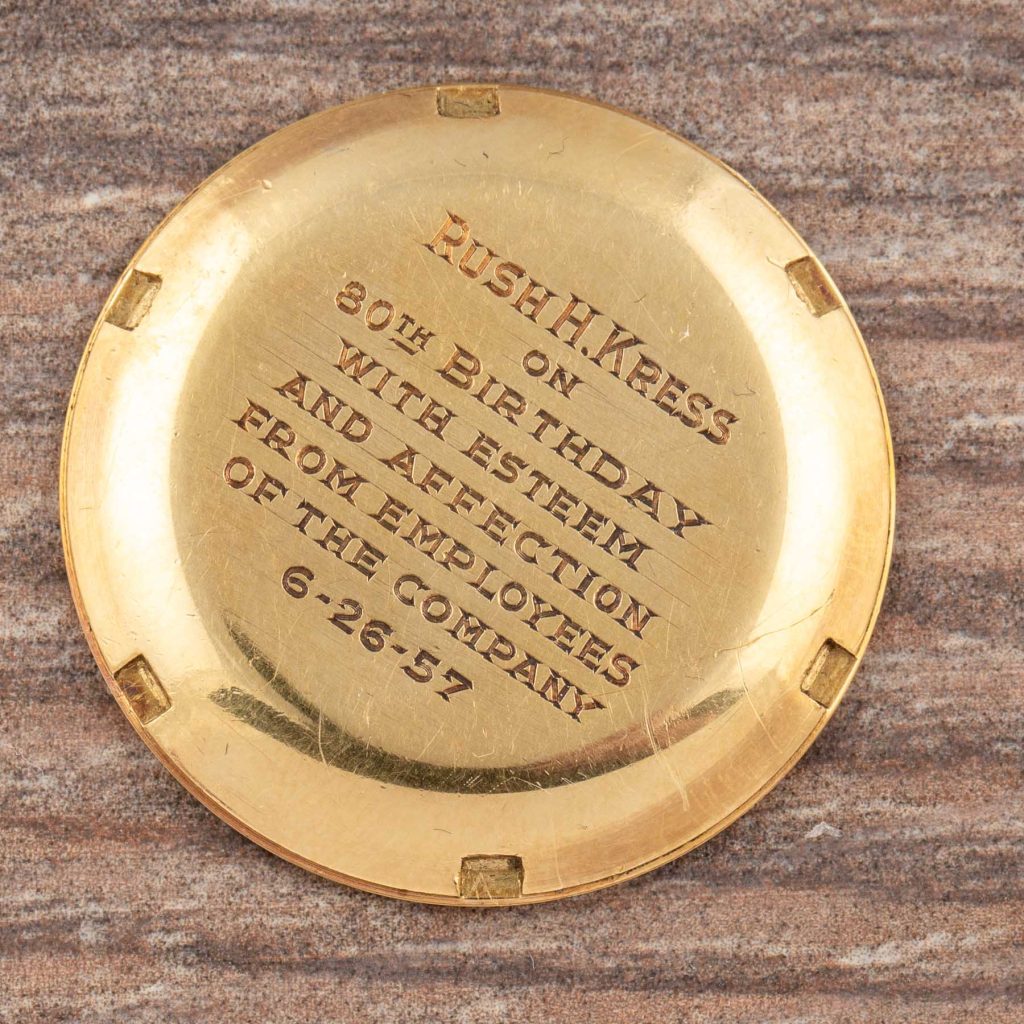 RUSH H. KRESS
ON
80TH BIRTHDAY
WITH ESTEEM
AND AFFECTION
FROM EMPLOYEES
OF THE COMPANY
6-26-57